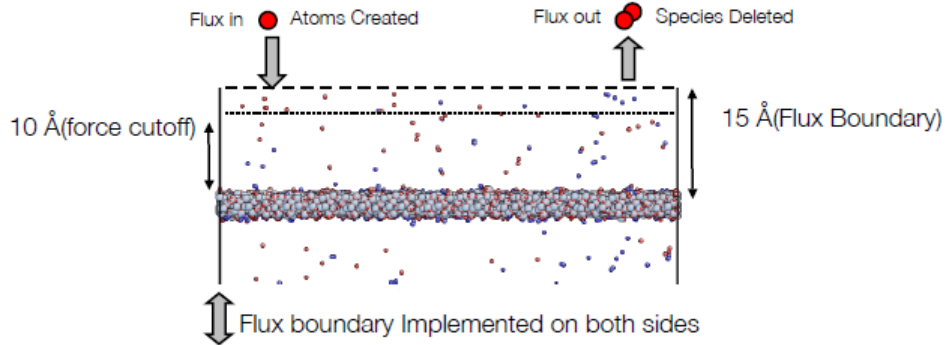 Flux in Atoms Created Flux out Species Deleted
10 Å(force cutoff) 15 Å(Flux Boundary)
Flux boundary Implemented on both sides